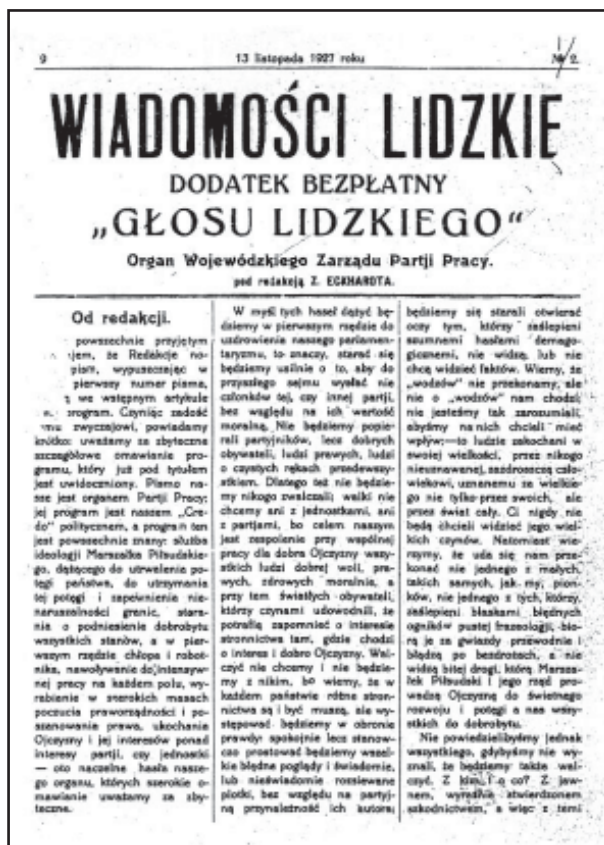 9
13 listopada 1927 roku
№ 2.
WIADOMOŚCI LIDZKIE
DODATEK BEZPŁATNY
„GŁOSU LIDZKIEGO“
Organ Wojewódzkiego Zarządu Partji Pracy.
pod redakcją Z. ECKHARDTA.
Od redakcji.
powszechnie przyjętym
że Redakcje no-
pism, wypuszczając w
pierwszy numer pisma,
we wstępnym artykule
program. Czyniąc zadość
zwyczajowi, powiadamy
krótko: uważamy za zbyteczne
szczegółowe omawianie pro-
gramu, który już pod tytułem
jest uwidoczniony. Pismo na-
sze jest organem Partji Pracy;
jej program jest naszem „Cre-
do“ politycznem, a program ten
jest powszechnie znany: służba
ideologji Marszałka Piłsudskie-
go, dążącego do utrwalenia po-
tęgi państwa, do utrzymania
tej potęgi i zapewnienie nie-
naruszalności granic, stara-
nie o podniesienie dobrobytu
wszystkich stanów, a w pier-
wszym rzędzie chłopa i robot-
nika, nawoływanie do intensyw-
nej pracy na każdem polu, wy-
rabienie w szerokich masach
poczucia praworządności i po-
szanowania prawa, ukochanie
Ojczyzny i jej interesów ponad
interesy partji, czy jednostki
— oto naczelne hasła nasze-
go organu, których szerokie o-
mawianie uważamy za zby-
teczne.
W myśl tych haseł dążyć bę-
dziemy w pierwszym rzędzie do
uzdrowienia naszego parlamen-
taryzmu, to znaczy, starać się
będziemy usilnie o to, aby do
przyszłego sejmu wysłać nie
członków tej, czy innej partji,
bez względu na ich wartość
moralną. Nie będziemy popie-
rali partyjników, lecz dobrych
obywateli, ludzi prawych, ludzi
o czystych rękach przedewszy-
stkiem. Dlatego też nie będzie-
my nikogo zwalczali; walki nie
chcemy ani z jednostkami, ani
z partjami, bo celem naszym
jest zespolenie przy wspólnej
pracy dla dobra Ojczyzny wszy-
stkich ludzi dobrej woli, pra-
wych, zdrowych moralnie, a
przy tem światłych obywateli,
którzy czynami udowodnili, że
potrafią zapomnieć o interesie
stronnictwa tam, gdzie chodzi
o interes i dobro Ojczyzny. Wal-
czyć nie chcemy i nie będzie-
my z nikim, bo wiemy, że w
każdem państwie różne stron-
nictwa są i być muszą, ale wy-
stępować będziemy w obronie
prawdy: spokojnie lecz stanow-
czo prostować będziemy wszel-
kie błędne poglądy i świadomie,
lub nieświadomie rozsiewane
plotki, bez względu na partyj-
ną przynależność ich autora;
będziemy się starali otwierać
oczy tym, którzy zaślepieni
szumnemi hasłami demago-
gicznemi, nie widzą, lub nie
chcą widzieć faktów. Wiemy, że
„wodzów“ nie przekonamy, ale
nie o „wodzów“ nam chodzi;
nie jesteśmy tak zarozumiali,
abyśmy na nich chcieli mieć
wpływ;—to ludzie zakochani w
swojej wielkości, przez nikogo
nieuznawanej, zazdroszczą czło-
wiekowi, uznanemu za wielkie-
go nie tylko przez swoich, ale
przez świat cały. Ci nigdy nie
będą chcieli widzieć jego wiel-
kich czynów. Natomiast wie-
rzymy, że uda się nam prze-
konać nie jednego z małych,
takich samych, jak my, pion-
ków, nie jednego z tych, którzy,
zaślepieni blaskami błędnych
ogników pustej frazeologji, bio-
rą je za gwiazdy przewodnie i
błądzą po bezdrożach, a nie
widzą bitej drogi, którą Marsza-
łek Piłsudski i jego rząd pro-
wadzą Ojczyznę do świetnego
rozwoju i potęgi a nas wszy-
stkich do dobrobytu.
Nie powiedzielibyśmy jednak
wszystkiego, gdybyśmy nie wy-
znali, że będziemy także wal-
czyć. Z kim, i o co? Z jaw-
nem, wyraźnie stwierdzonem
szkodnictwem, a więc z temi